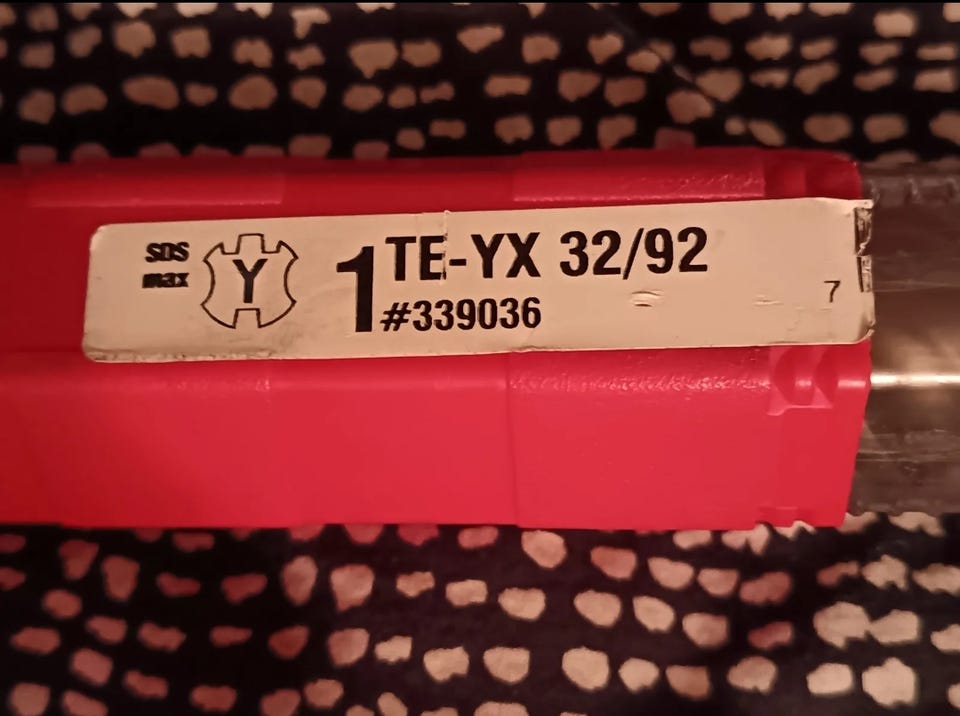 SDS
max
Y
1
TE-YX 32/92
#339036
7